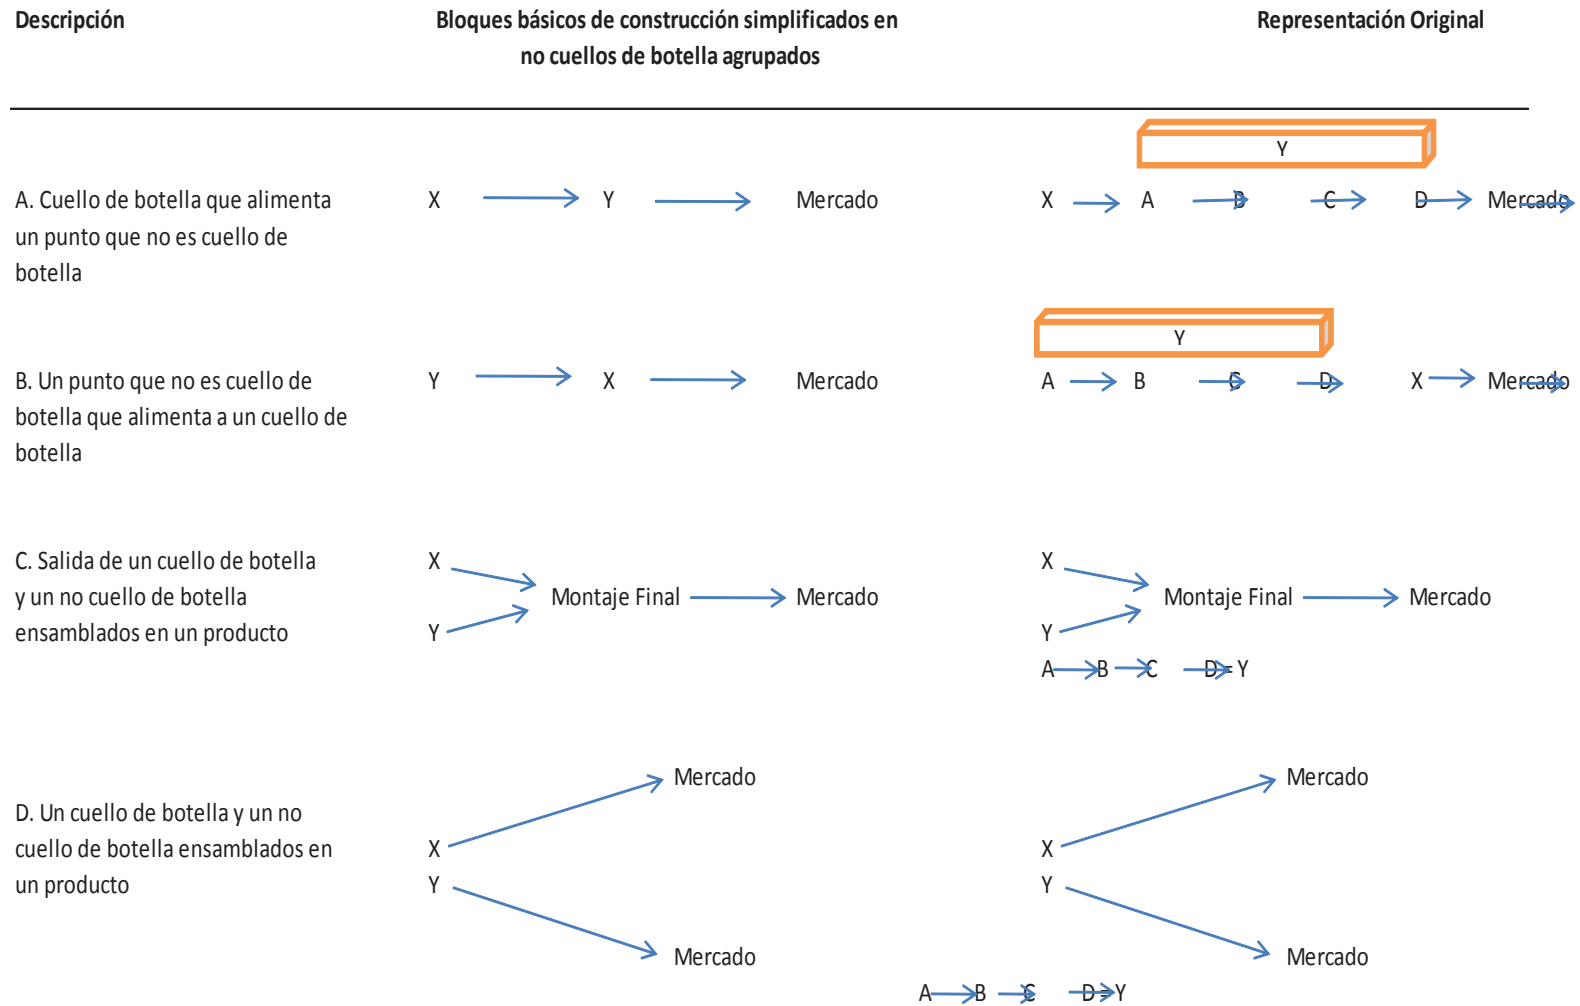 Descripción
Bloques básicos de construcción simplificados en
no cuellos de botella agrupados
Representación Original
A. Cuello de botella que alimenta
un punto que no es cuello de
botella
X Y Mercado
Y
X A B C D Mercado
B. Un punto que no es cuello de
botella que alimenta a un cuello de
botella
Y X Mercado
Y
A B C D X Mercado
C. Salida de un cuello de botella
y un no cuello de botella
ensamblados en un producto
X
Montaje Final Mercado
Y
X
Montaje Final Mercado
Y
A B C D = Y
D. Un cuello de botella y un no
cuello de botella ensamblados en
un producto
Mercado
X
Y
Mercado
Mercado
X
Y
Mercado
A B C D = Y